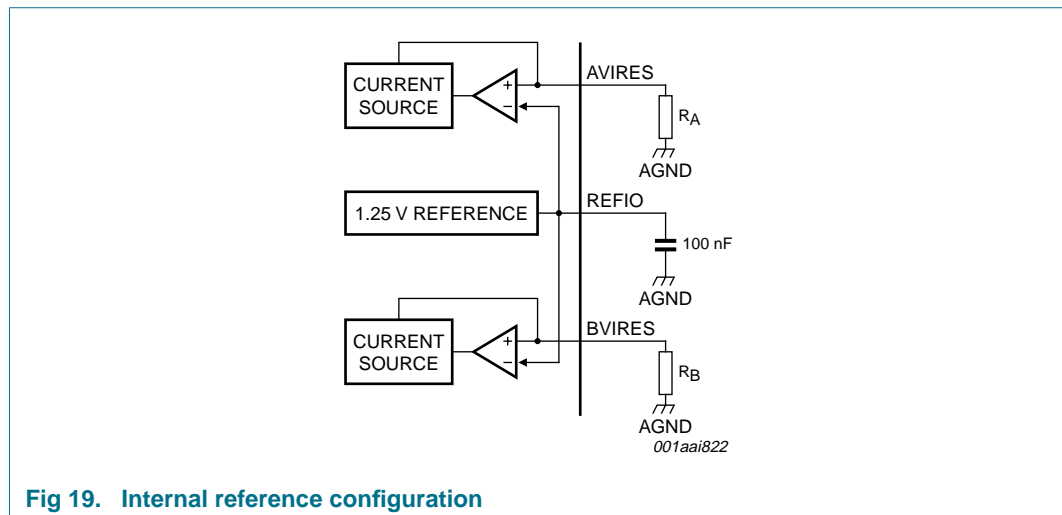 CURRENT
SOURCE
+
−
AVIRES
RA
AGND
1.25 V REFERENCE
REFIO
100 nF
AGND
CURRENT
SOURCE
+
−
BVIRES
RB
AGND
001aai822
Fig 19. Internal reference configuration